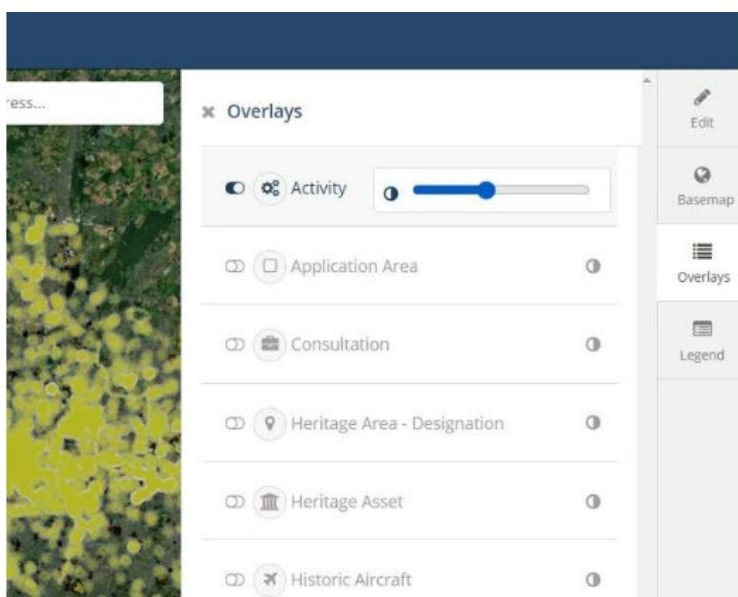 ress...
Overlays
Activity
Application Area
Consultation
Heritage Area - Designation
Heritage Asset
Historic Aircraft
Edit
Basemap
Overlays
Legend